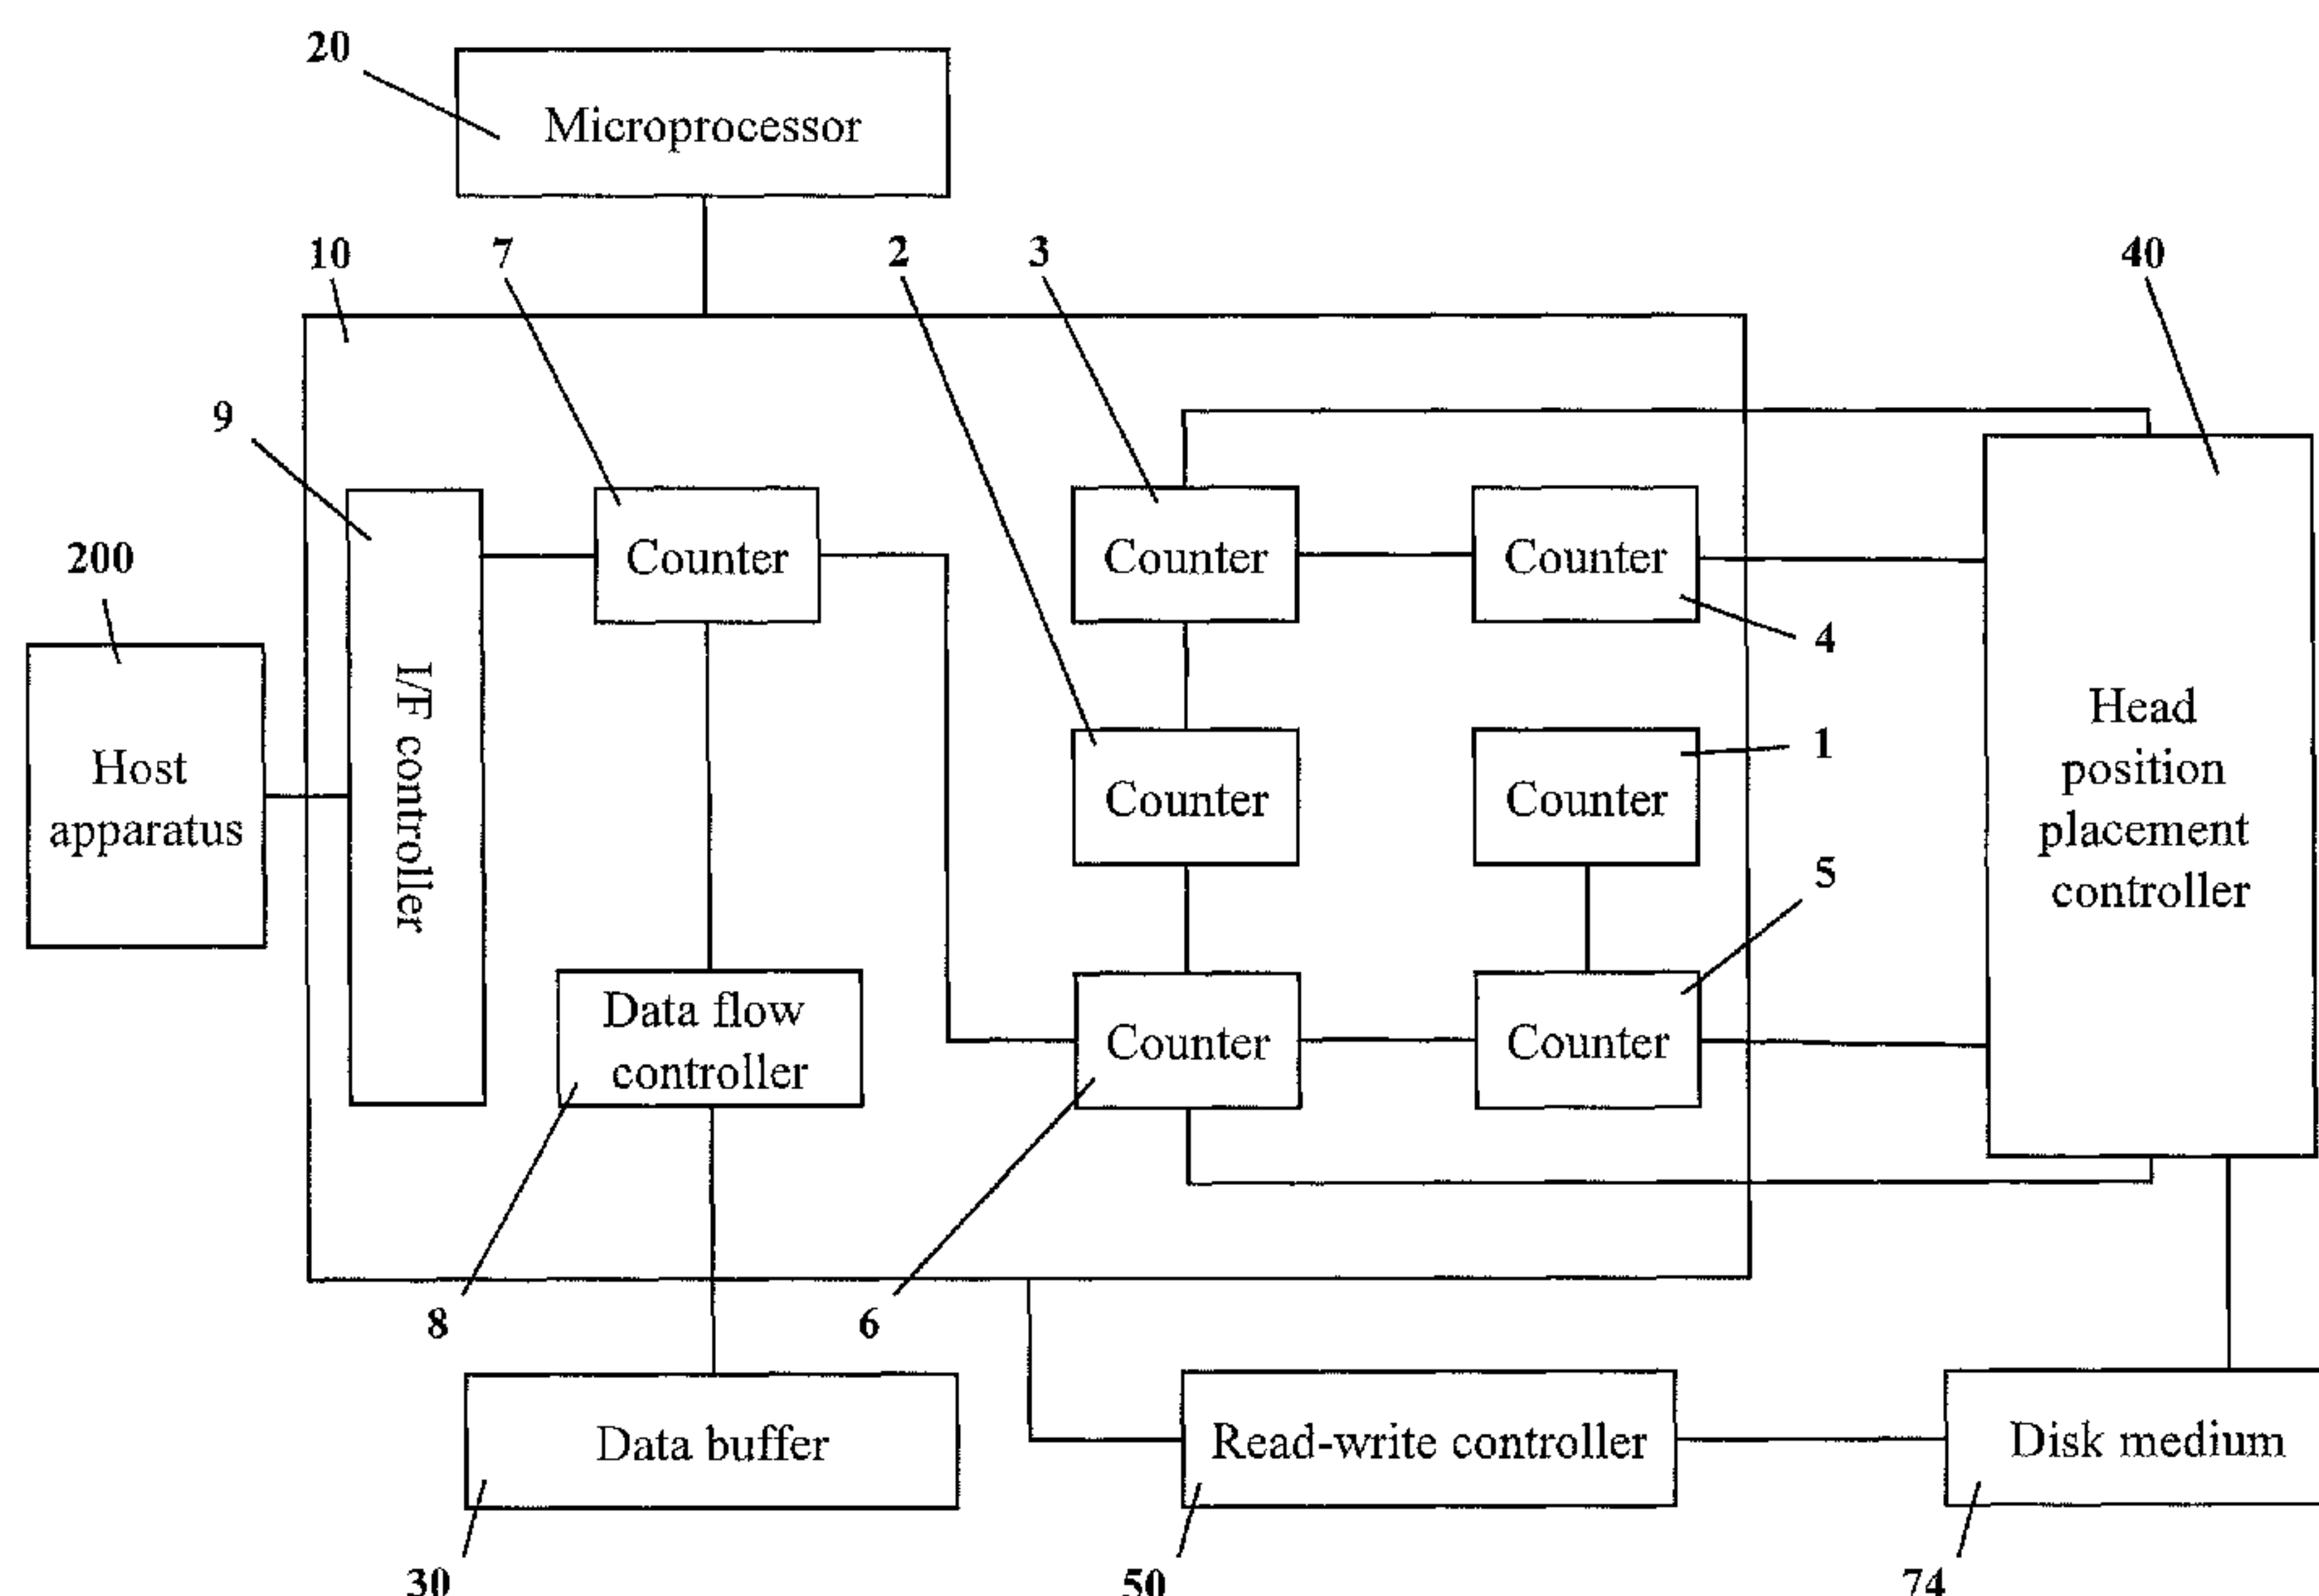 20
Microprocessor
10
7
2
3
40
9
200
Counter
Counter
Counter
4
I/F controller
Host
apparatus
Counter
Counter
1
Head
position
placement
controller
5
Data flow
controller
Counter
Counter
8
6
Data buffer
Read-write controller
Disk medium
30
50
74